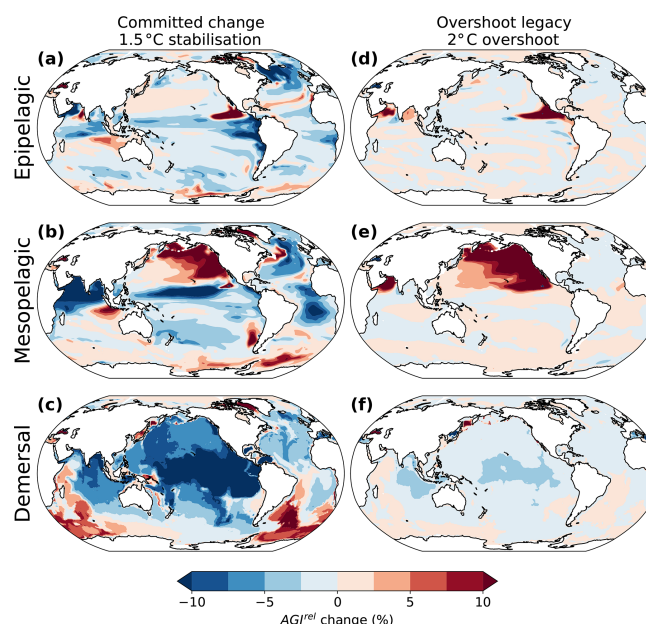 Committed change
1.5°C stabilisation
Overshoot legacy
2°C overshoot
(a)
(d)
Epipelagic
(b)
(e)
Mesopelagic
(c)
(f)
Demersal
−10
−5
0
5
10
AGI^rel change (%)